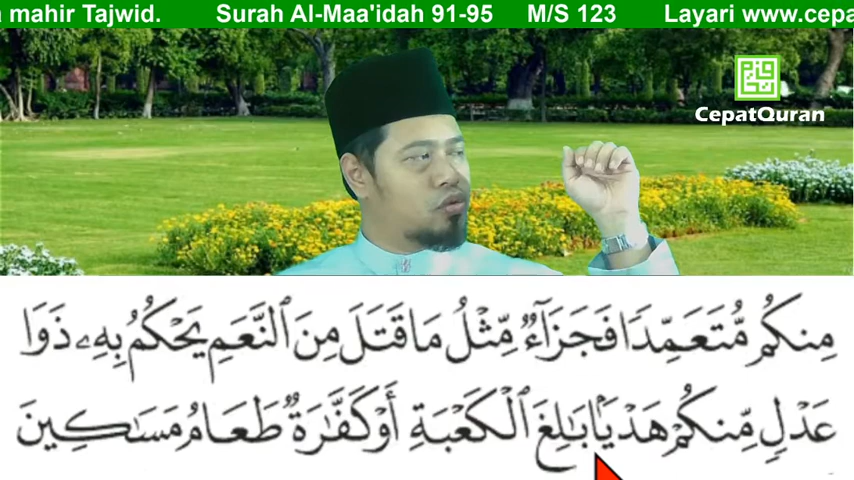 a mahir Tajwid. Surah Al-Maa'idah 91-95 M/S 123 Layari www.cepa
CepatQuran
مِنكُم مُّتَعَمِّدًا فَجَزَآءٌ مِّثْلُ مَا قَتَلَ مِنَ ٱلنَّعَمِ يَحْكُمُ بِهِۦ ذَوَا
عَدْلٍ مِّنكُمْ هَدْيًۢا بَٰلِغَ ٱلْكَعْبَةِ أَوْ كَفَّٰرَةٌ طَعَامُ مَسَٰكِينَ